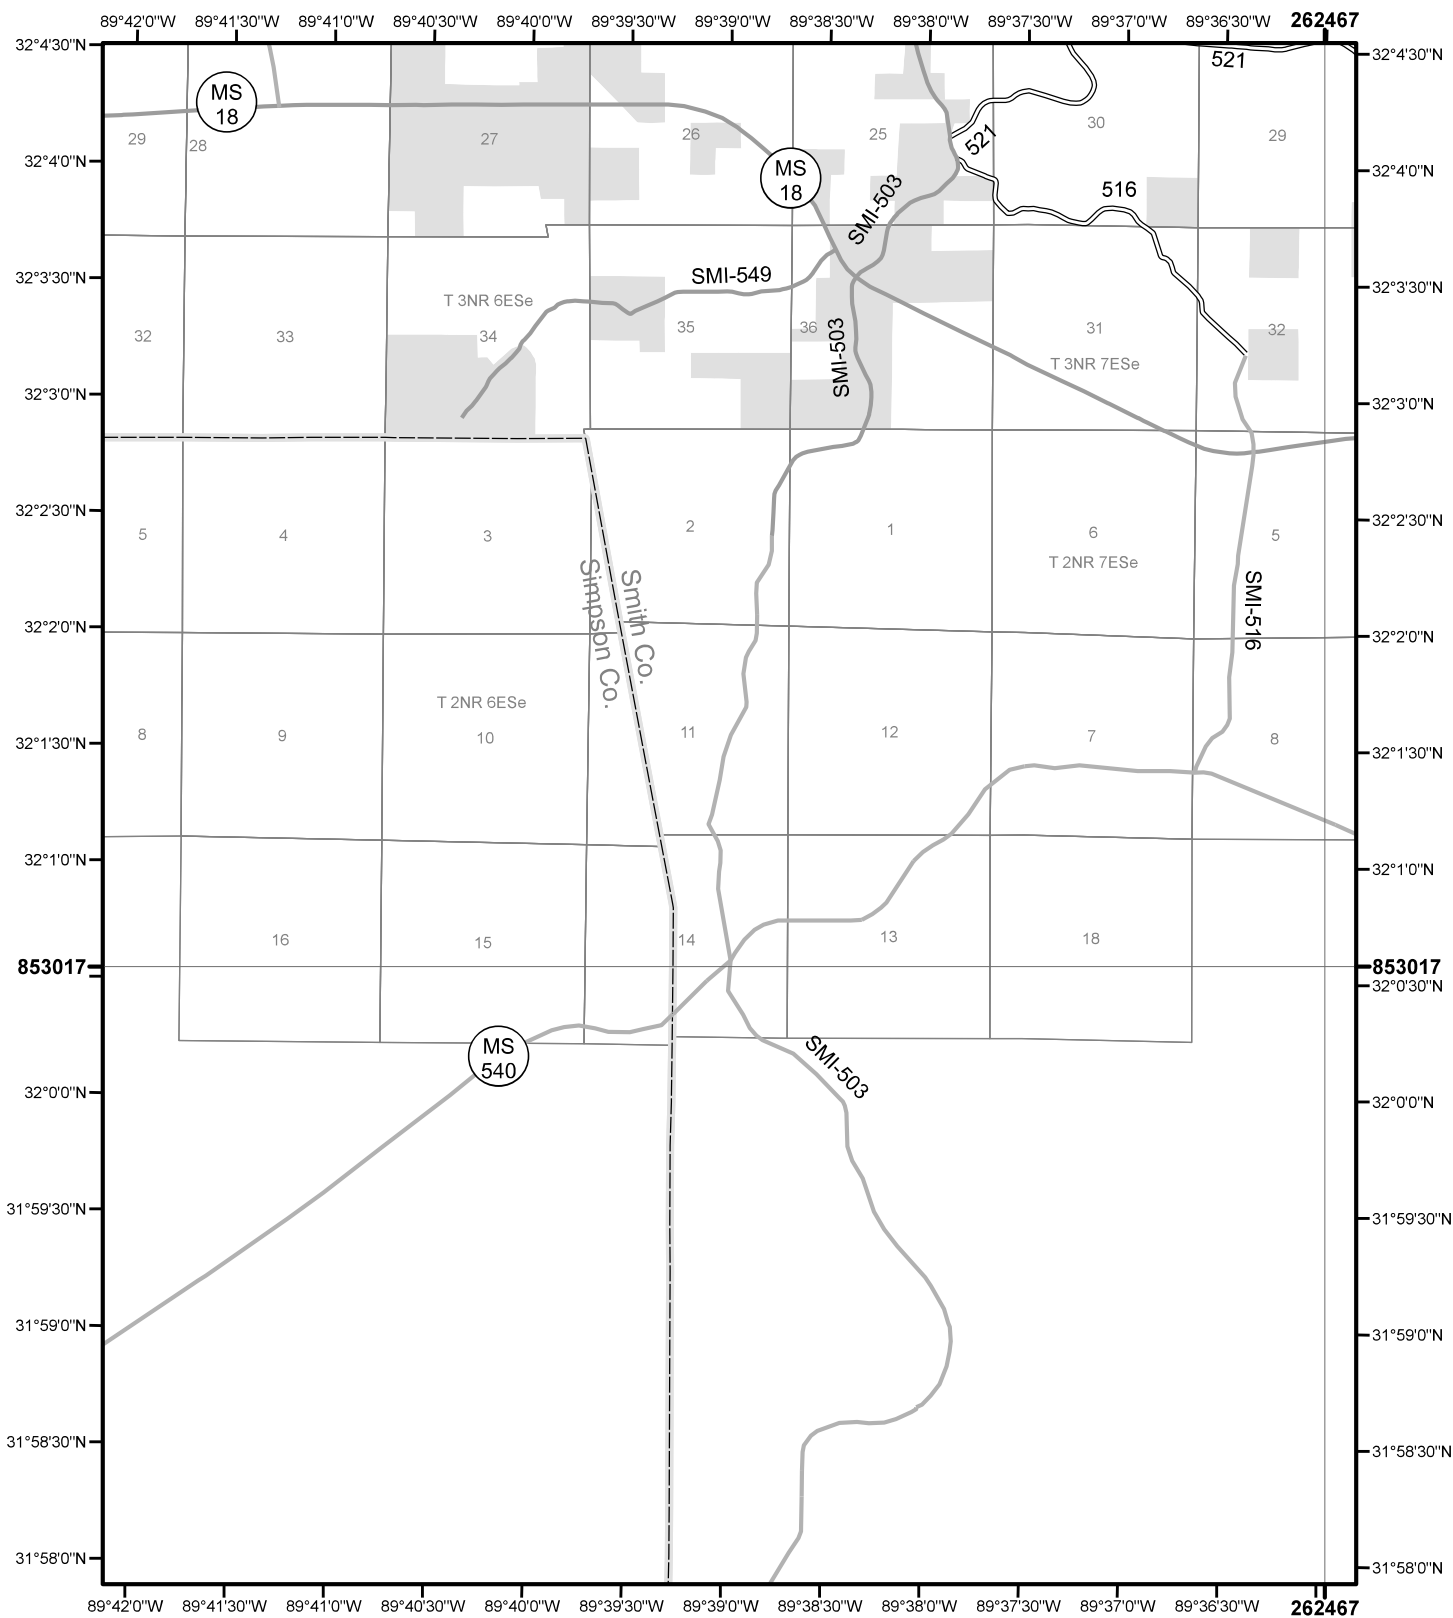 89°42'0"W 89°41'30"W 89°41'0"W 89°40'30"W 89°40'0"W 89°39'30"W 89°39'0"W 89°38'30"W 89°38'0"W 89°37'30"W 89°37'0"W 89°36'30"W 262467
32°4'30"N 32°4'30"N
521
MS
18
29 28 27 26 25 30 29
521
32°4'0"N 32°4'0"N
MS
18
516
SMI-503
32°3'30"N 32°3'30"N
SMI-549
T 3NR 6ESe
32 33 34 35 36 31 32
SMI-503
T 3NR 7ESe
32°3'0"N 32°3'0"N
32°2'30"N 32°2'30"N
5 4 3 2 1 6 5
T 2NR 7ESe
Smith Co.
Simpson Co.
SMI-516
32°2'0"N 32°2'0"N
T 2NR 6ESe
8 9 10 11 12 7 8
32°1'30"N 32°1'30"N
32°1'0"N 32°1'0"N
16 15 14 13 18
853017 853017
32°0'30"N
MS
540
SMI-503
32°0'0"N 32°0'0"N
31°59'30"N 31°59'30"N
31°59'0"N 31°59'0"N
31°58'30"N 31°58'30"N
31°58'0"N 31°58'0"N
89°42'0"W 89°41'30"W 89°41'0"W 89°40'30"W 89°40'0"W 89°39'30"W 89°39'0"W 89°38'30"W 89°38'0"W 89°37'30"W 89°37'0"W 89°36'30"W 262467